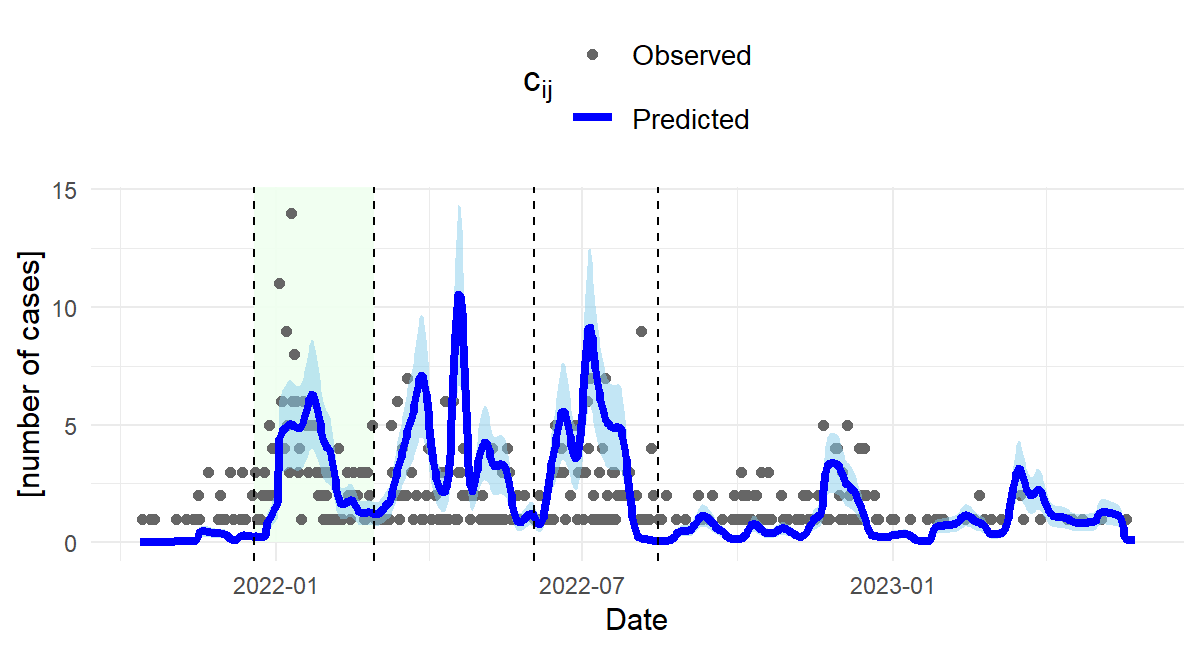 Observed
c_ij
Predicted
15
10
5
0
[number of cases]
2022-01 2022-07 2023-01
Date